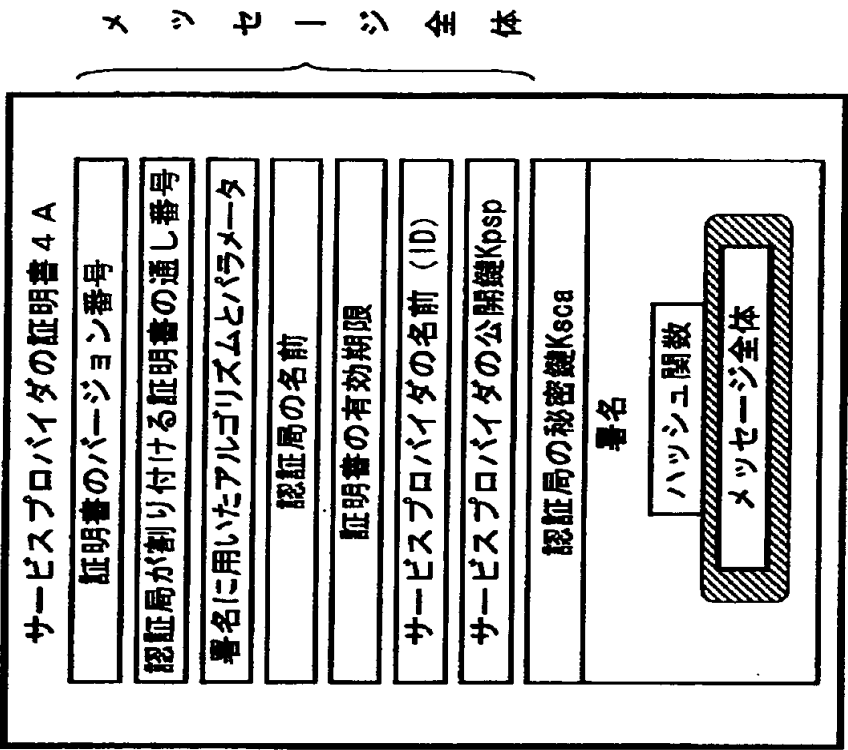 サービスプロバイダの証明書4A
証明書のバージョン番号
認証局が割り付ける証明書の通し番号
署名に用いたアルゴリズムとパラメータ
認証局の名前
証明書の有効期限
サービスプロバイダの名前（ID）
サービスプロバイダの公開鍵Kpsp
メッセージ全体
認証局の秘密鍵Ksca
署名
ハッシュ関数
メッセージ全体